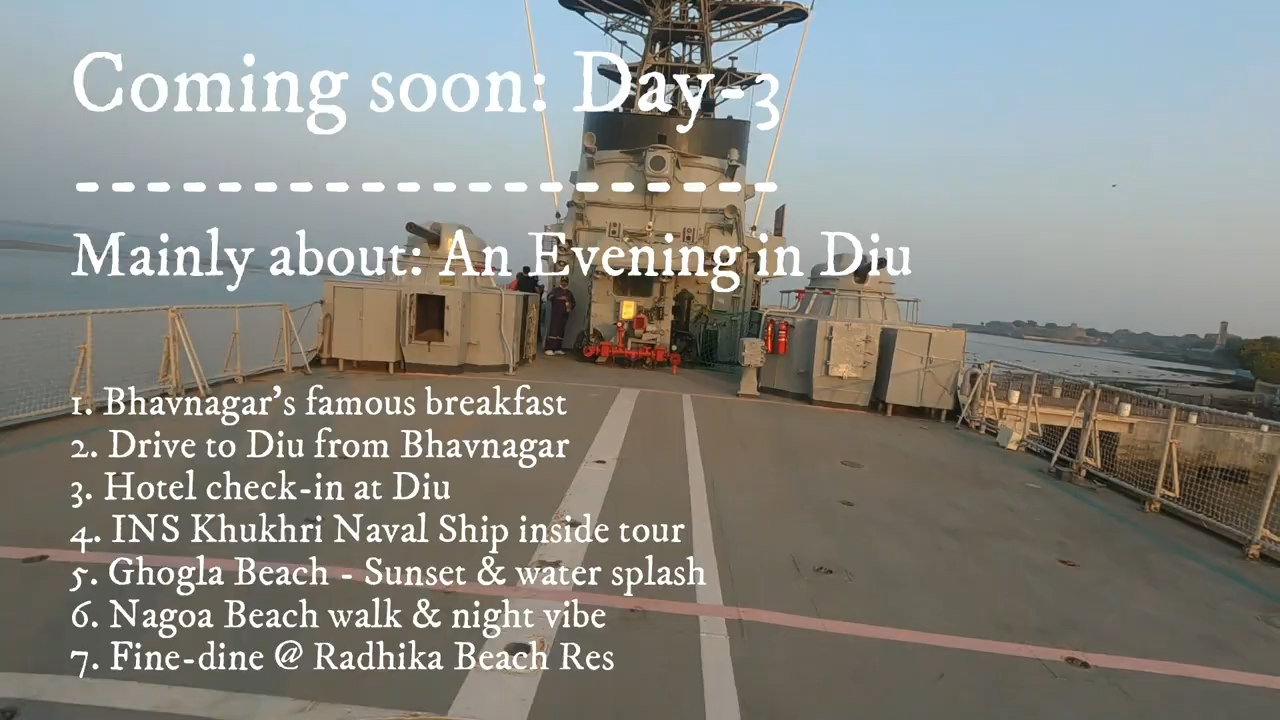 Coming soon: Day-3
--------------------
Mainly about: An Evening in Diu
1. Bhavnagar's famous breakfast
2. Drive to Diu from Bhavnagar
3. Hotel check-in at Diu
4. INS Khukhri Naval Ship inside tour
5. Ghogla Beach - Sunset & water splash
6. Nagoa Beach walk & night vibe
7. Fine-dine @ Radhika Beach Res